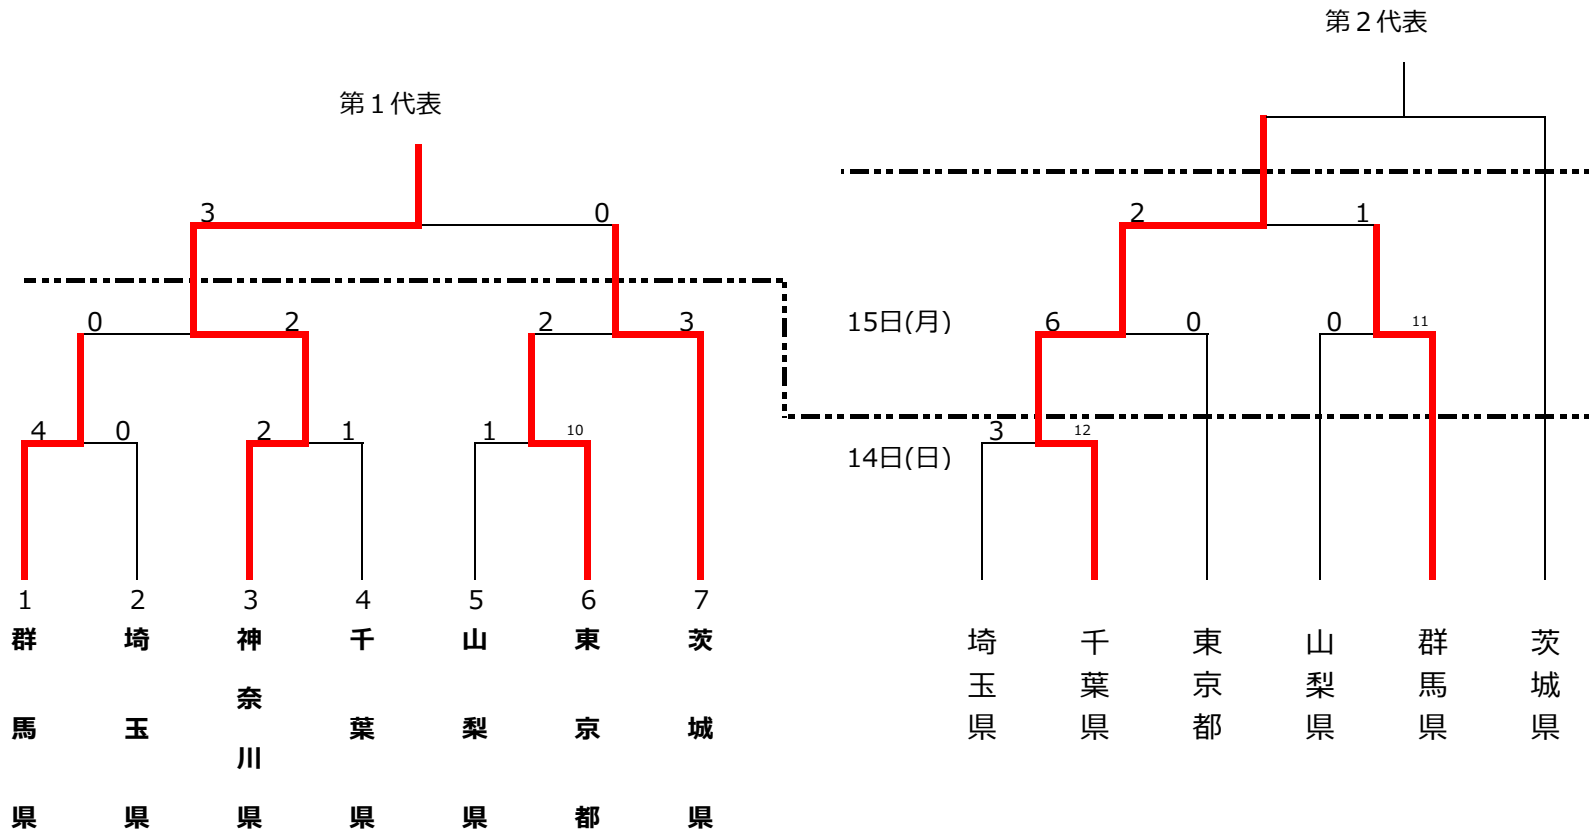 第２代表
第１代表
3 0
2 1
0 2 2 3
15日(月)
6 0 0 11
4 0 2 1 1 10
3 12
14日(日)
1 2 3 4 5 6 7
群馬県
埼玉県
神奈川県
千葉県
山梨県
東京都
茨城県
埼玉県
千葉県
東京都
山梨県
群馬県
茨城県